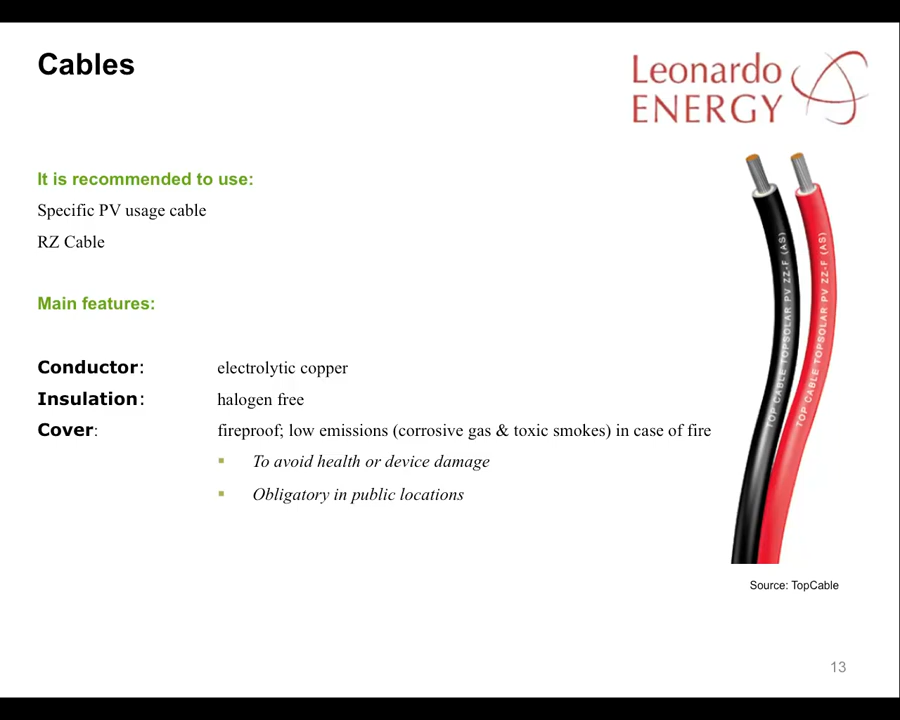 Cables
Leonardo
ENERGY
It is recommended to use:
Specific PV usage cable
RZ Cable
Main features:
Conductor: electrolytic copper
Insulation: halogen free
Cover: fireproof; low emissions (corrosive gas & toxic smokes) in case of fire
▪ To avoid health or device damage
▪ Obligatory in public locations
TOP CABLE TOPSOLAR PV ZZ-F (AS)
TOP CABLE TOPSOLAR PV ZZ-F (AS)
Source: TopCable
13